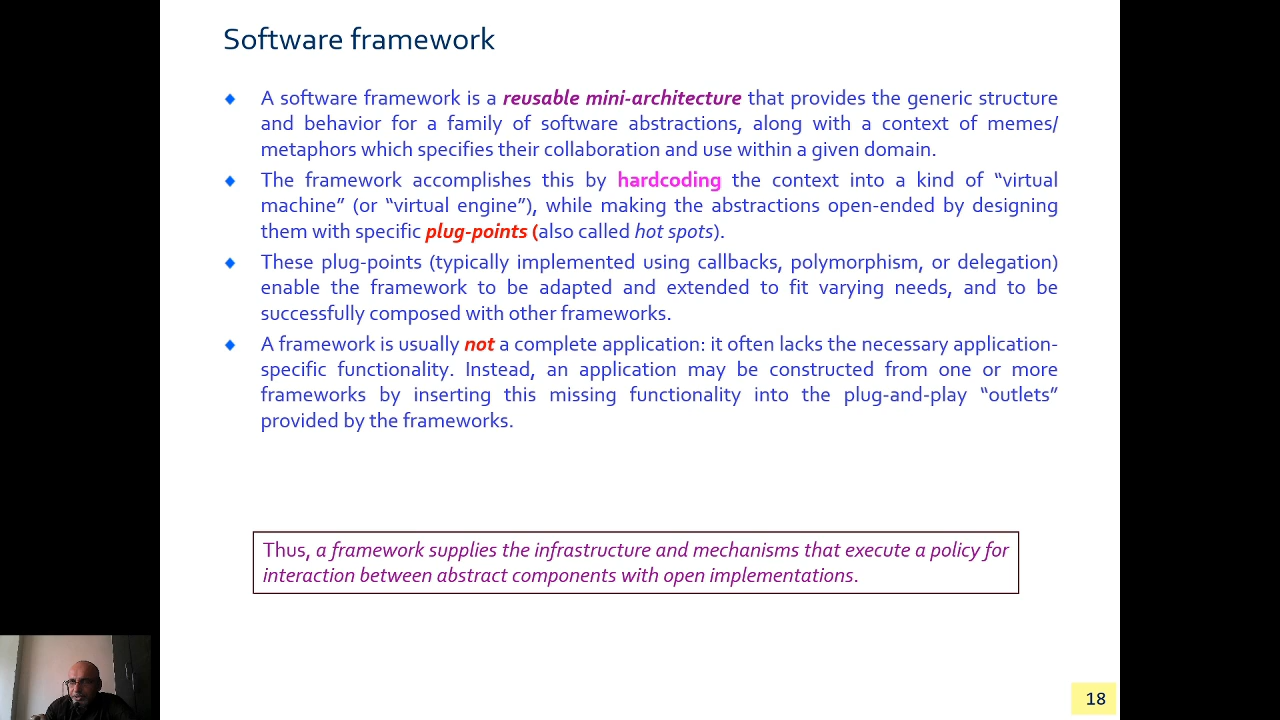 Software framework
A software framework is a reusable mini-architecture that provides the generic structure
and behavior for a family of software abstractions, along with a context of memes/
metaphors which specifies their collaboration and use within a given domain.
The framework accomplishes this by hardcoding the context into a kind of “virtual
machine” (or “virtual engine”), while making the abstractions open-ended by designing
them with specific plug-points (also called hot spots).
These plug-points (typically implemented using callbacks, polymorphism, or delegation)
enable the framework to be adapted and extended to fit varying needs, and to be
successfully composed with other frameworks.
A framework is usually not a complete application: it often lacks the necessary application-
specific functionality. Instead, an application may be constructed from one or more
frameworks by inserting this missing functionality into the plug-and-play “outlets”
provided by the frameworks.
Thus, a framework supplies the infrastructure and mechanisms that execute a policy for
interaction between abstract components with open implementations.
18